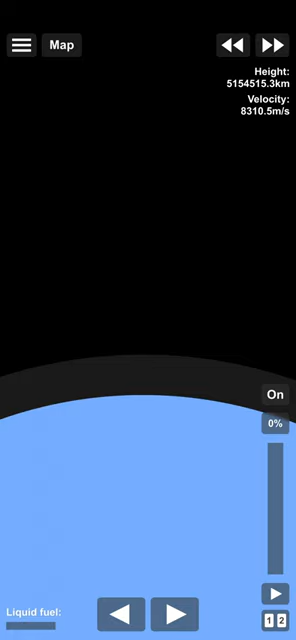 Map
Height:
5154515.3km
Velocity:
8310.5m/s
On
0%
Liquid fuel:
1 2